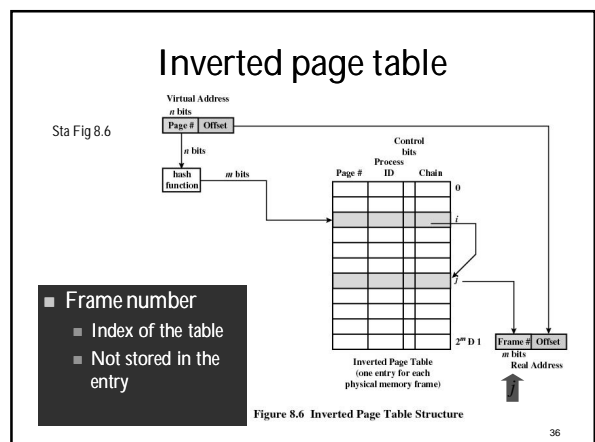 Inverted page table
Sta Fig 8.6
Virtual Address
n bits
Page # Offset
n bits
hash
function
m bits
Control
bits
Process
Page # ID Chain
0
i
j
2^m D 1
Inverted Page Table
(one entry for each
physical memory frame)
Frame # Offset
m bits
Real Address
j
■ Frame number
■ Index of the table
■ Not stored in the
entry
Figure 8.6 Inverted Page Table Structure
36